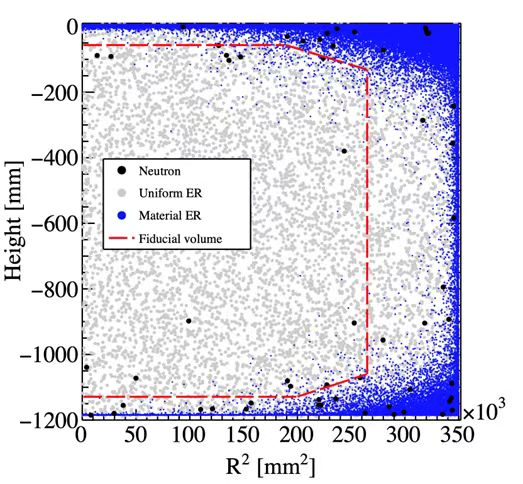 0
−200
−400
−600
−800
−1000
−1200
Height [mm]
Neutron
Uniform ER
Material ER
Fiducial volume
0 50 100 150 200 250 300 350
×10³
R² [mm²]